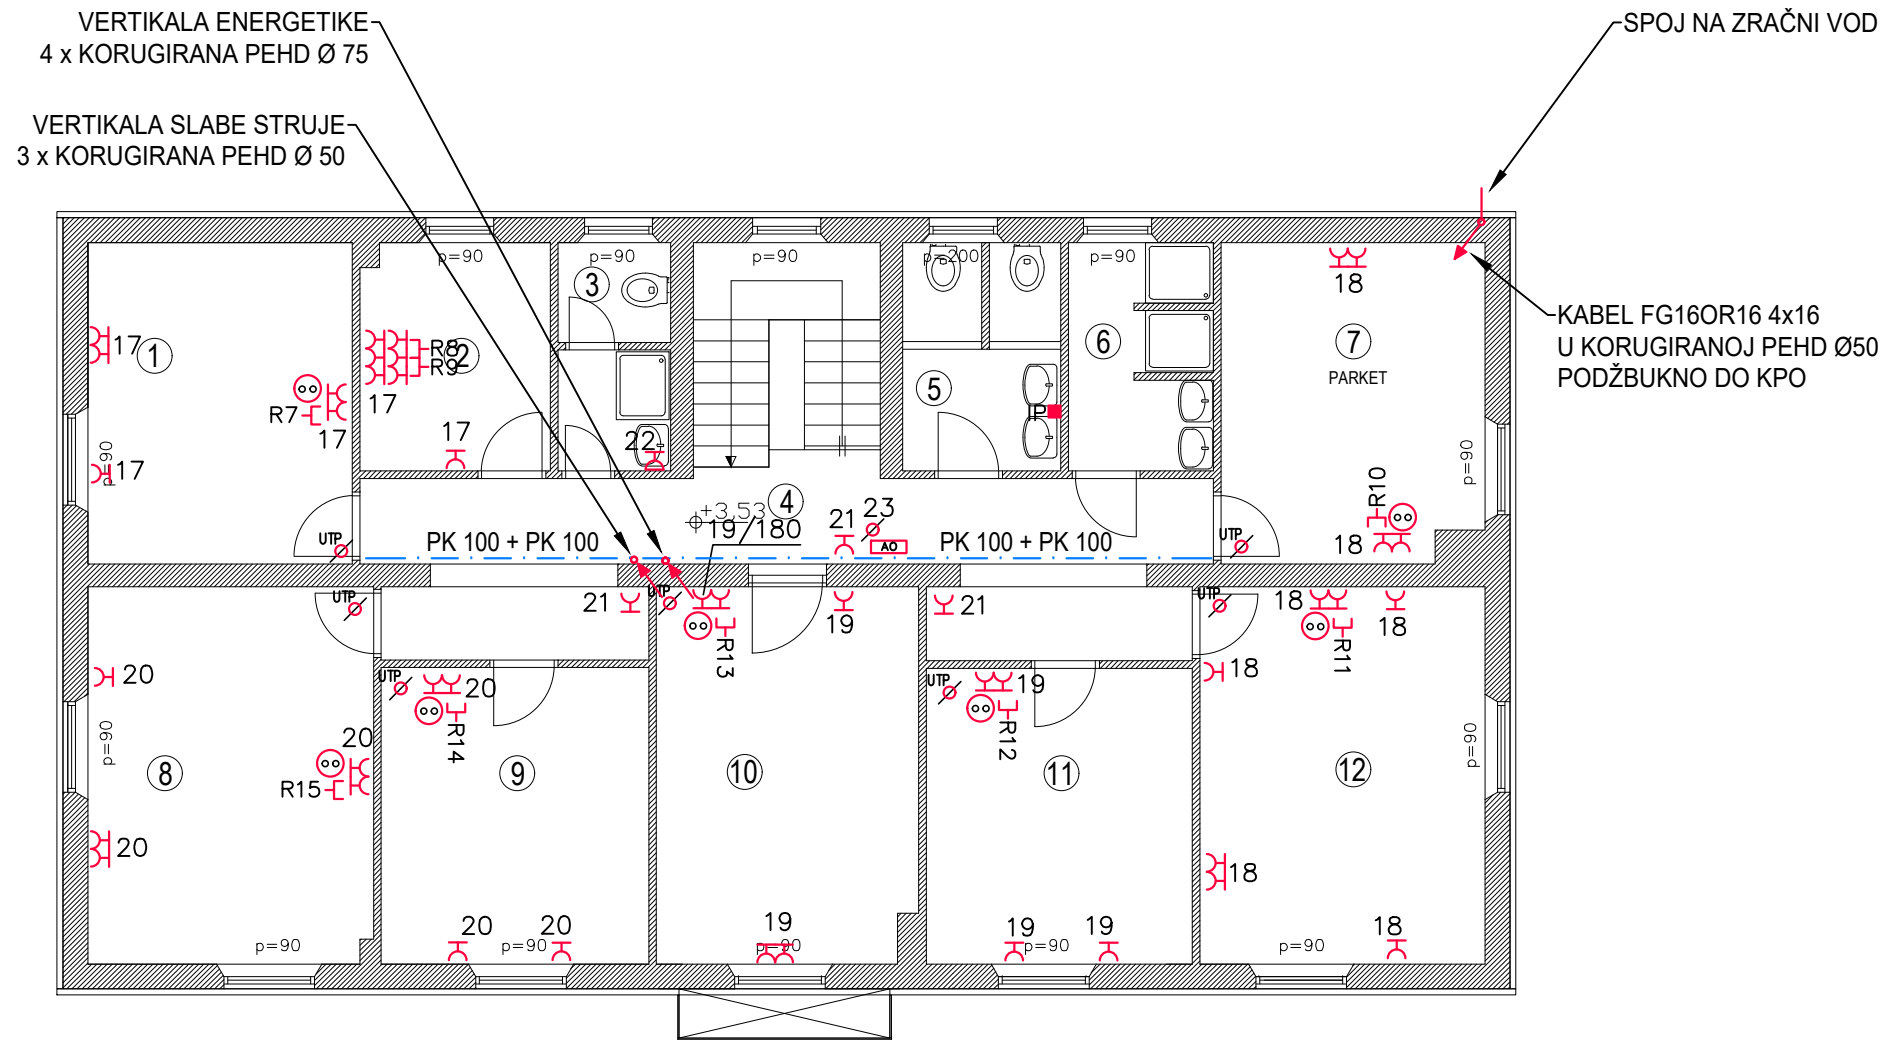 VERTIKALA ENERGETIKE
4 x KORUGIRANA PEHD Ø 75
SPOJ NA ZRAČNI VOD
VERTIKALA SLABE STRUJE
3 x KORUGIRANA PEHD Ø 50
p=90
p=90
p=90
p=200
p=90
3
18
KABEL FG16OR16 4x16
U KORUGIRANOJ PEHD Ø50
PODŽBUKNO DO KPO
17
1
R8
R9
2
6
7
PARKET
R7
17
17
5
IP
17
22
p=90
17
p=90
R10
4
+3,53
19/180
21
23
AO
UTP
PK 100 + PK 100
PK 100 + PK 100
UTP
18
UTP
21
UTP
19
21
UTP
18
18
R13
R11
20
UTP
20
UTP
19
18
R14
R12
p=90
20
R15
p=90
8
9
10
11
12
20
18
20
20
19
19
19
18
p=90
p=90
p=90
p=90
p=90